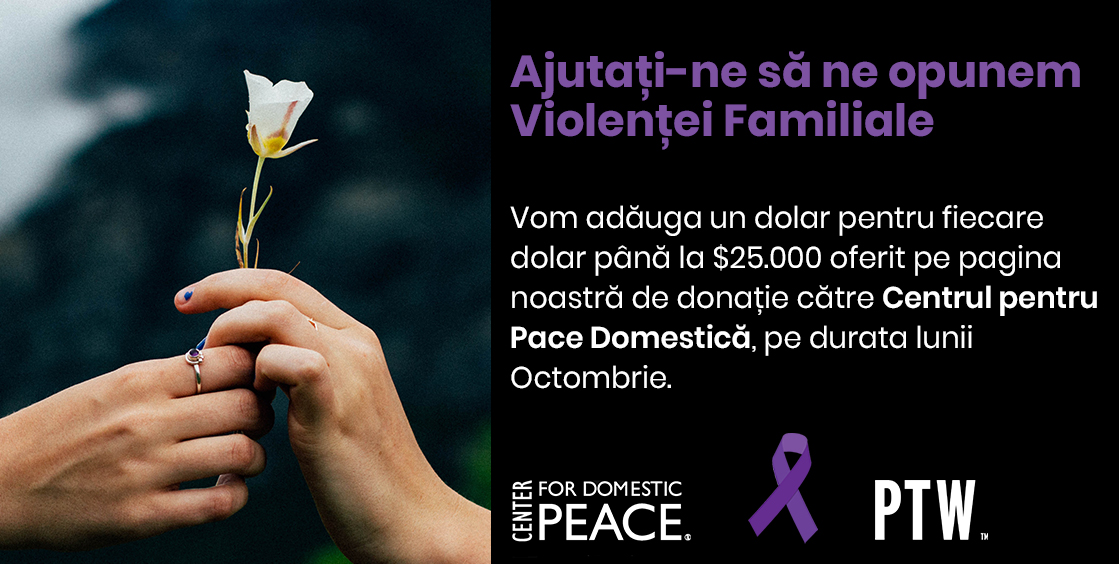 Ajutați-ne să ne opunem
Violenței Familiale
Vom adăuga un dolar pentru fiecare
dolar până la $25.000 oferit pe pagina
noastră de donație către Centrul pentru
Pace Domestică, pe durata lunii
Octombrie.
CENTER
FOR DOMESTIC
PEACE®
PTW™